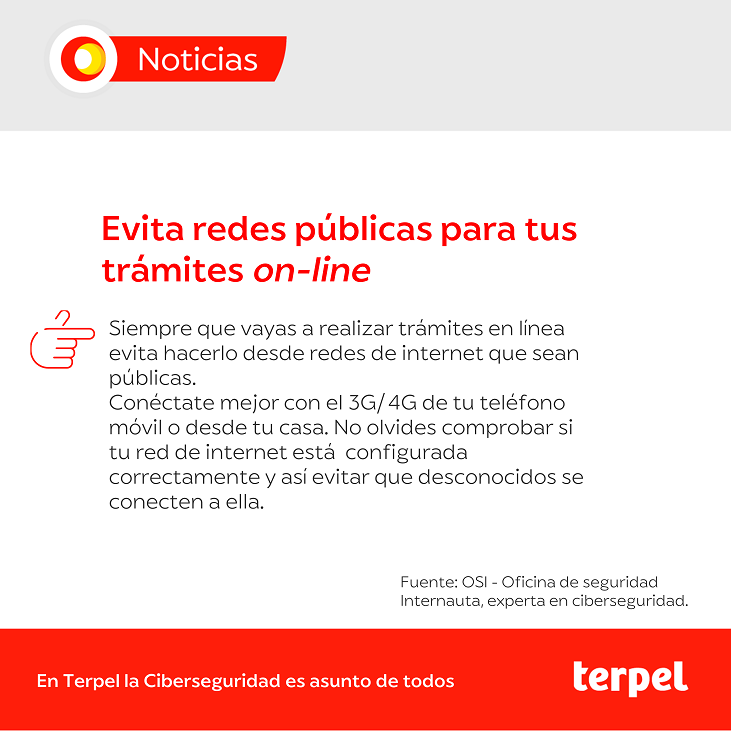 Noticias
Evita redes públicas para tus
trámites on-line
Siempre que vayas a realizar trámites en línea
evita hacerlo desde redes de internet que sean
públicas.
Conéctate mejor con el 3G/4G de tu teléfono
móvil o desde tu casa. No olvides comprobar si
tu red de internet está configurada
correctamente y así evitar que desconocidos se
conecten a ella.
Fuente: OSI - Oficina de seguridad
Internauta, experta en ciberseguridad.
En Terpel la Ciberseguridad es asunto de todos
terpel